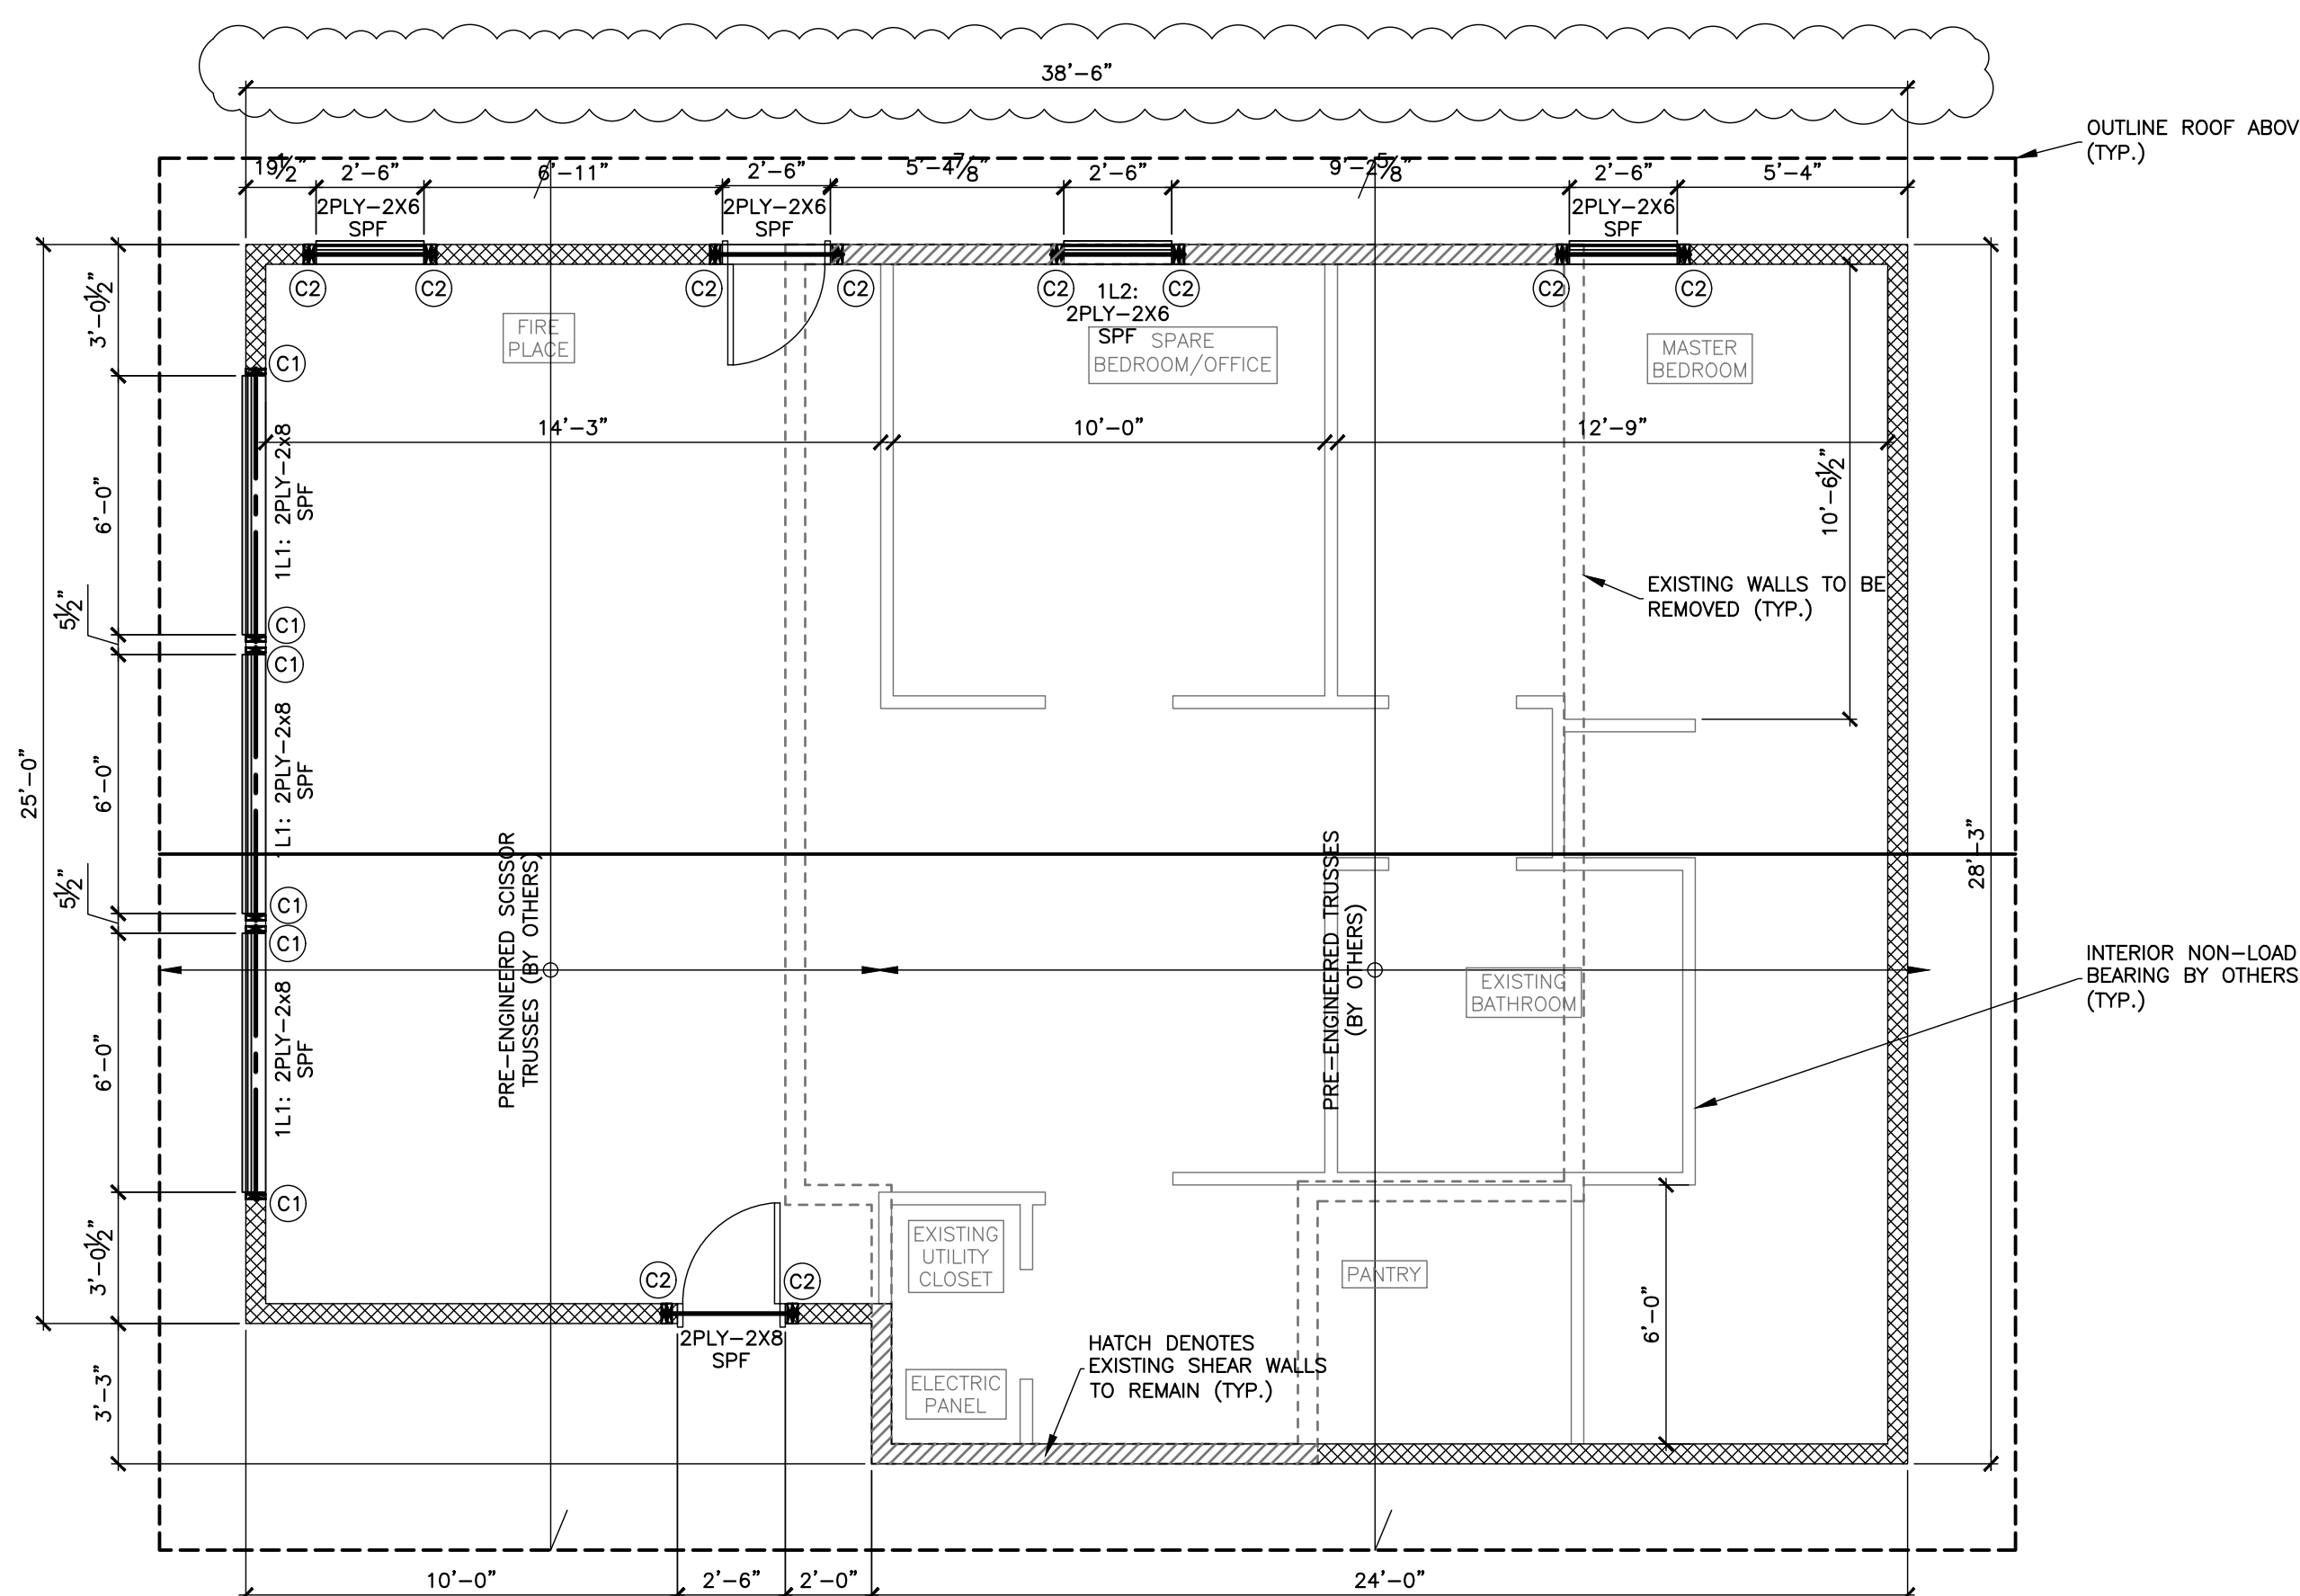 38'-6"
OUTLINE ROOF ABOV
(TYP.)
19½"
2'-6"
6'-11"
2'-6"
5'-4⅞"
2'-6"
9'-2⅝"
2'-6"
5'-4"
2PLY-2X6
SPF
2PLY-2X6
SPF
2PLY-2X6
SPF
C2
C2
C2
C2
C2
C2
C2
C2
1L2:
2PLY-2X6
SPF
FIRE
PLACE
SPARE
BEDROOM/OFFICE
MASTER
BEDROOM
3'-0½"
C1
14'-3"
10'-0"
12'-9"
10'-6½"
6'-0"
1L1: 2PLY-2x8
SPF
EXISTING WALLS TO BE
REMOVED (TYP.)
5½"
C1
C1
25'-0"
6'-0"
L1: 2PLY-2x8
SPF
28'-3"
5½"
C1
C1
PRE-ENGINEERED SCISSOR
TRUSSES (BY OTHERS)
PRE-ENGINEERED TRUSSES
(BY OTHERS)
INTERIOR NON-LOAD
BEARING BY OTHERS
(TYP.)
EXISTING
BATHROOM
6'-0"
1L1: 2PLY-2x8
SPF
C1
3'-0½"
EXISTING
UTILITY
CLOSET
PANTRY
C2
C2
6'-0"
2PLY-2X8
SPF
HATCH DENOTES
EXISTING SHEAR WALLS
TO REMAIN (TYP.)
3'-3"
ELECTRIC
PANEL
10'-0"
2'-6"
2'-0"
24'-0"